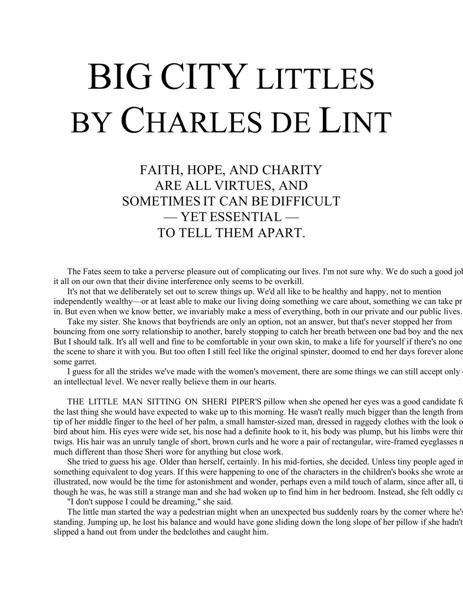 BIG CITY LITTLES
BY CHARLES DE LINT
FAITH, HOPE, AND CHARITY
ARE ALL VIRTUES, AND
SOMETIMES IT CAN BE DIFFICULT
— YET ESSENTIAL —
TO TELL THEM APART.
The Fates seem to take a perverse pleasure out of complicating our lives. I'm not sure why. We do such a good jo
it all on our own that their divine interference only seems to be overkill.
It's not that we deliberately set out to screw things up. We'd all like to be healthy and happy, not to mention
independently wealthy—or at least able to make our living doing something we care about, something we can take pr
in. But even when we know better, we invariably make a mess of everything, both in our private and our public lives.
Take my sister. She knows that boyfriends are only an option, not an answer, but that's never stopped her from
bouncing from one sorry relationship to another, barely stopping to catch her breath between one bad boy and the nex
But I should talk. It's all well and fine to be comfortable in your own skin, to make a life for yourself if there's no one
the scene to share it with you. But too often I still feel like the original spinster, doomed to end her days forever alone
some garret.
I guess for all the strides we've made with the women's movement, there are some things we can still accept only
an intellectual level. We never really believe them in our hearts.
THE LITTLE MAN SITTING ON SHERI PIPER'S pillow when she opened her eyes was a good candidate fo
the last thing she would have expected to wake up to this morning. He wasn't really much bigger than the length from
tip of her middle finger to the heel of her palm, a small hamster-sized man, dressed in raggedy clothes with the look o
bird about him. His eyes were wide set, his nose had a definite hook to it, his body was plump, but his limbs were thin
twigs. His hair was an unruly tangle of short, brown curls and he wore a pair of rectangular, wire-framed eyeglasses n
much different than those Sheri wore for anything but close work.
She tried to guess his age. Older than herself, certainly. In his mid-forties, she decided. Unless tiny people aged in
something equivalent to dog years. If this were happening to one of the characters in the children's books she wrote an
illustrated, now would be the time for astonishment and wonder, perhaps even a mild touch of alarm, since after all, ti
though he was, he was still a strange man and she had woken up to find him in her bedroom. Instead, she felt oddly ca
"I don't suppose I could be dreaming," she said.
The little man started the way a pedestrian might when an unexpected bus suddenly roars by the corner where he's
standing. Jumping up, he lost his balance and would have gone sliding down the long slope of her pillow if she hadn't
slipped a hand out from under the bedclothes and caught him.